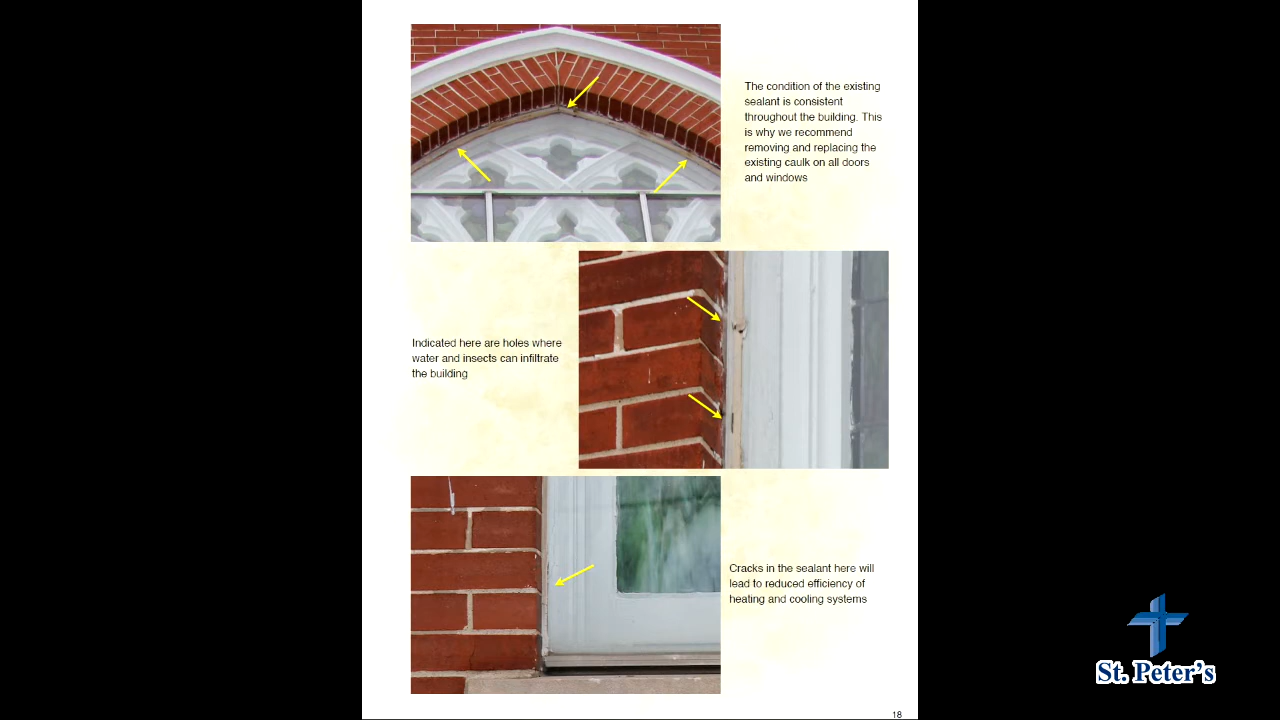 The condition of the existing
sealant is consistent
throughout the building. This
is why we recommend
removing and replacing the
existing caulk on all doors
and windows
Indicated here are holes where
water and insects can infiltrate
the building
Cracks in the sealant here will
lead to reduced efficiency of
heating and cooling systems
18
St. Peter's